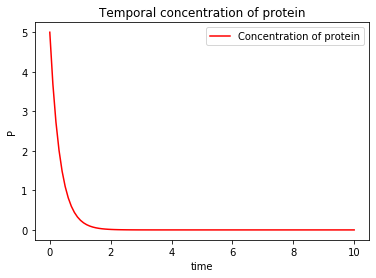 Temporal concentration of protein
Concentration of protein
P
5
4
3
2
1
0
0 2 4 6 8 10
time